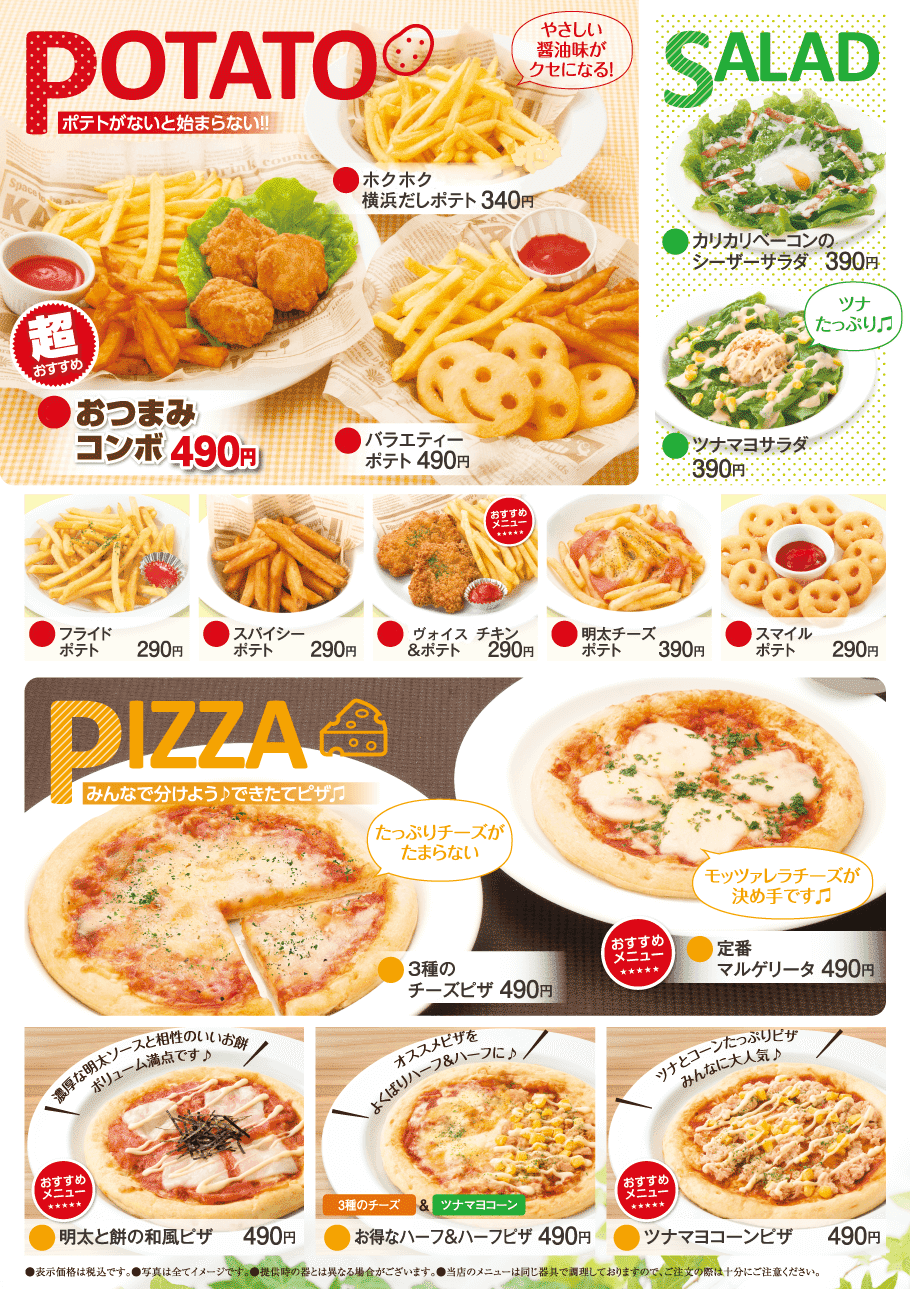 POTATO
ポテトがないと始まらない!!
やさしい
醤油味が
クセになる!
ホクホク
横浜だしポテト 340円
超
おすすめ
おつまみ
コンボ 490円
バラエティー
ポテト 490円
SALAD
カリカリベーコンの
シーザーサラダ 390円
ツナ
たっぷり♫
ツナマヨサラダ
390円
フライド
ポテト 290円
スパイシー
ポテト 290円
おすすめ
メニュー
ヴォイス チキン
&ポテト 290円
明太チーズ
ポテト 390円
スマイル
ポテト 290円
PIZZA
みんなで分けよう♪できたてピザ♫
たっぷりチーズが
たまらない
3種の
チーズピザ 490円
モッツァレラチーズが
決め手です♫
おすすめ
メニュー
定番
マルゲリータ 490円
濃厚な明太ソースと相性のいいお餅
ボリューム満点です♪
おすすめ
メニュー
明太と餅の和風ピザ 490円
オススメピザを
よくばりハーフ&ハーフに♪
3種のチーズ & ツナマヨコーン
お得なハーフ&ハーフピザ 490円
ツナとコーンたっぷりピザ
みんなに大人気♪
おすすめ
メニュー
ツナマヨコーンピザ 490円
●表示価格は税込です。●写真は全てイメージです。●提供時の器とは異なる場合がございます。●当店のメニューは同じ器具で調理しておりますので、ご注文の際は十分にご注意ください。